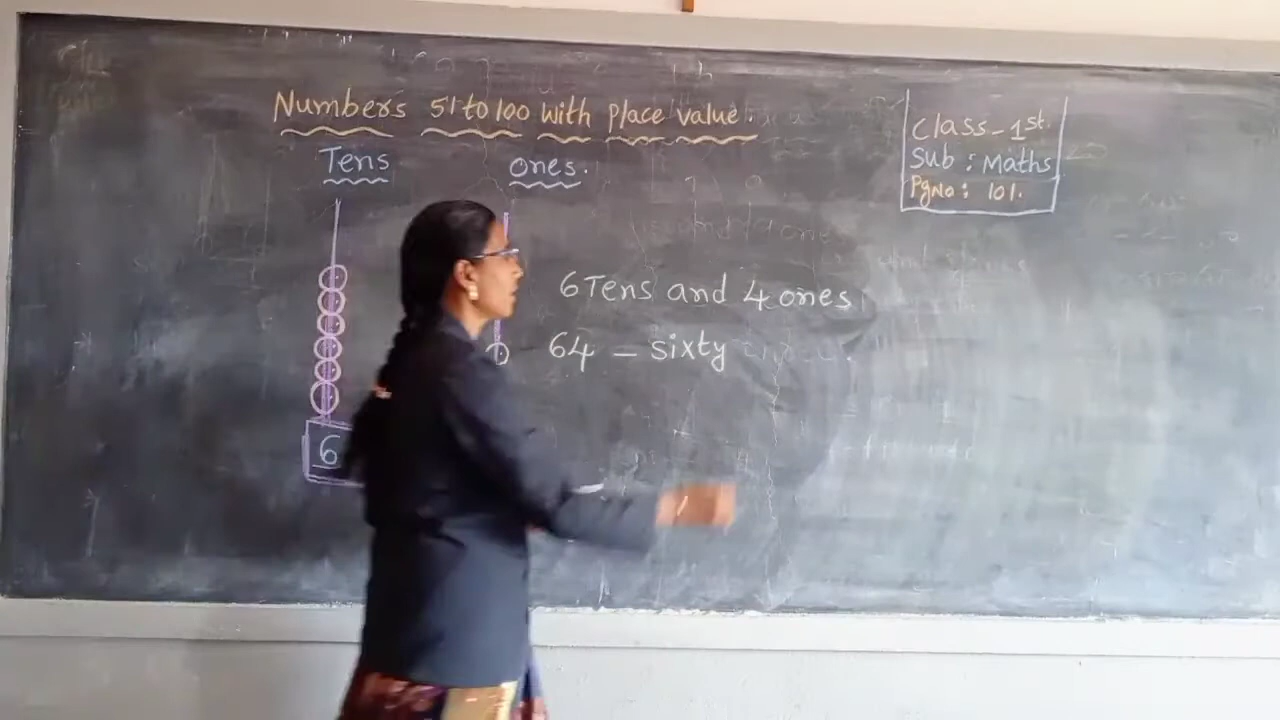 Numbers 51 to 100 with Place value.
Class - 1st.
Sub : Maths
Pg No : 101.
Tens ones.
6 Tens and 4 ones
64 - sixty
6